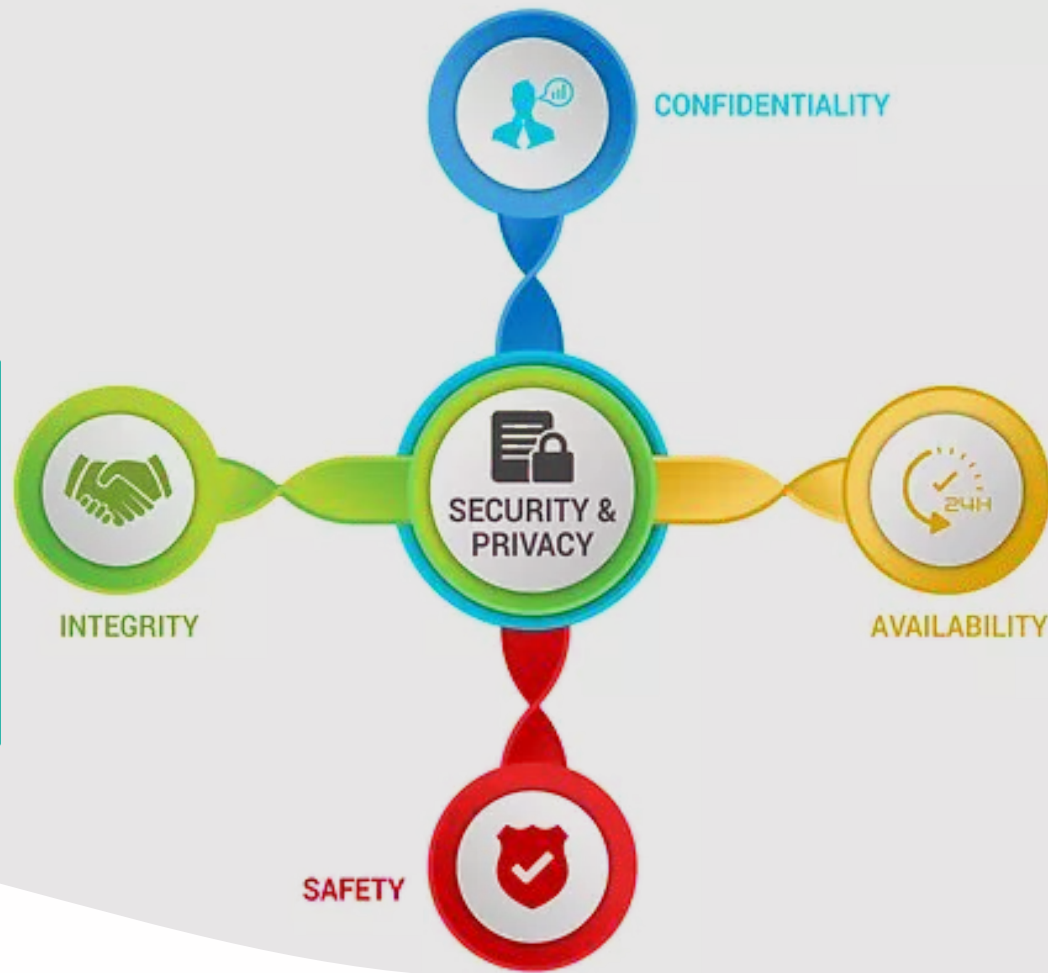 CONFIDENTIALITY
SECURITY &
PRIVACY
24H
INTEGRITY
AVAILABILITY
SAFETY